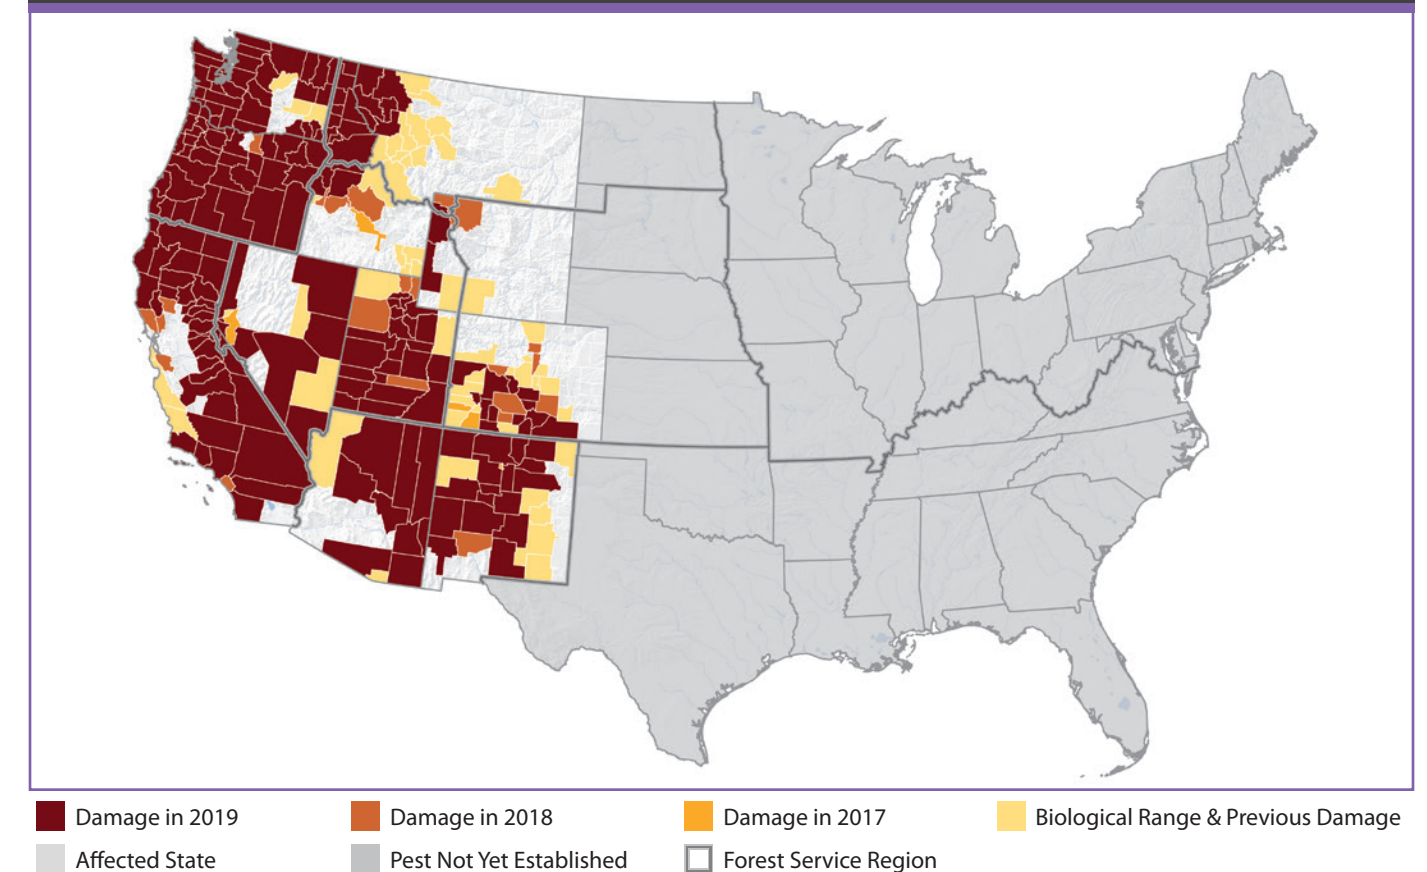 Damage in 2019
Damage in 2018
Damage in 2017
Biological Range & Previous Damage
Affected State
Pest Not Yet Established
Forest Service Region